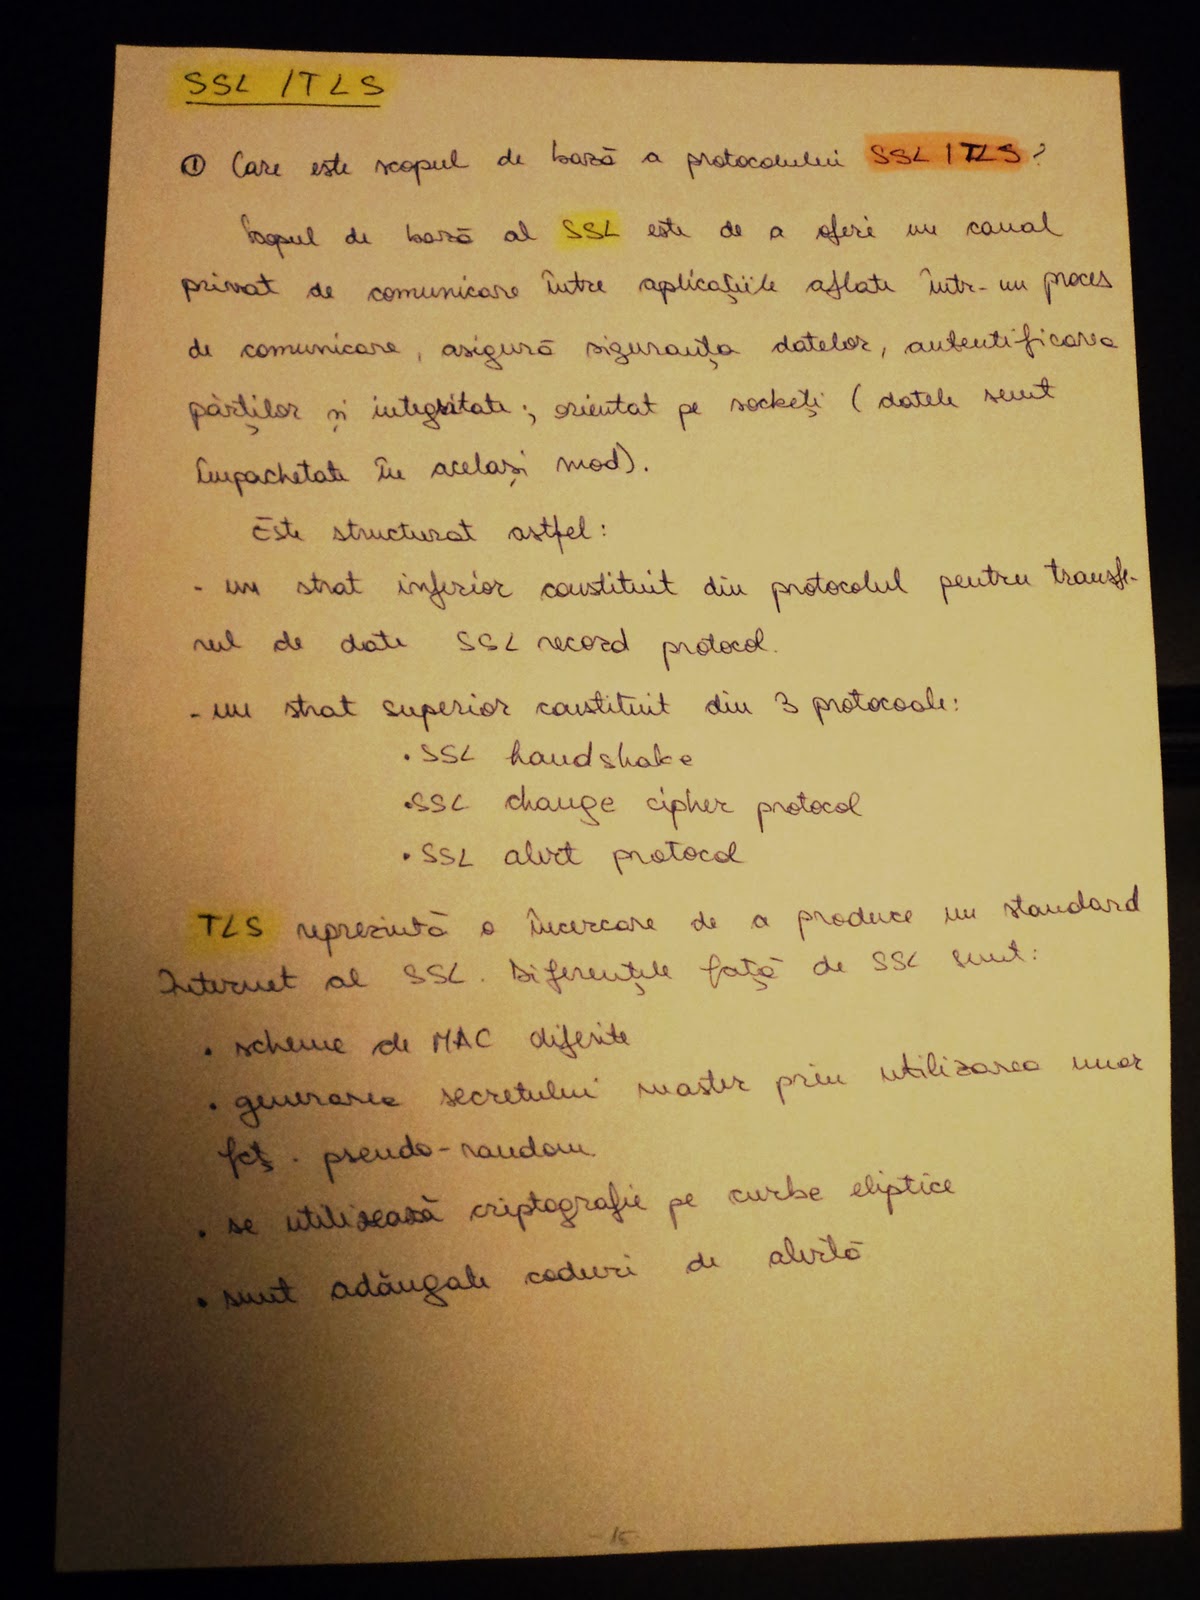 SSL / TLS
① Care este scopul de bază a protocolului SSL / TLS ?
Scopul de bază al SSL este de a oferi un canal
privat de comunicare între aplicațiile aflate într-un proces
de comunicare, asigură siguranța datelor, autentificarea
părților și integritate; orientat pe socketi (datele sunt
împachetate în același mod).
Este structurat astfel:
- un strat inferior constituit din protocolul pentru transfe-
rul de date SSL record protocol.
- un strat superior constituit din 3 protocoale:
• SSL handshake
• SSL change cipher protocol
• SSL alert protocol
TLS reprezintă o încercare de a produce un standard
Internet al SSL. Diferențele față de SSL sunt:
• scheme de MAC diferite
• generarea secretului master prin utilizarea unor
fcț. pseudo-random.
• se utilizează criptografie pe curbe eliptice
• sunt adăugate coduri de alertă
- 15 -